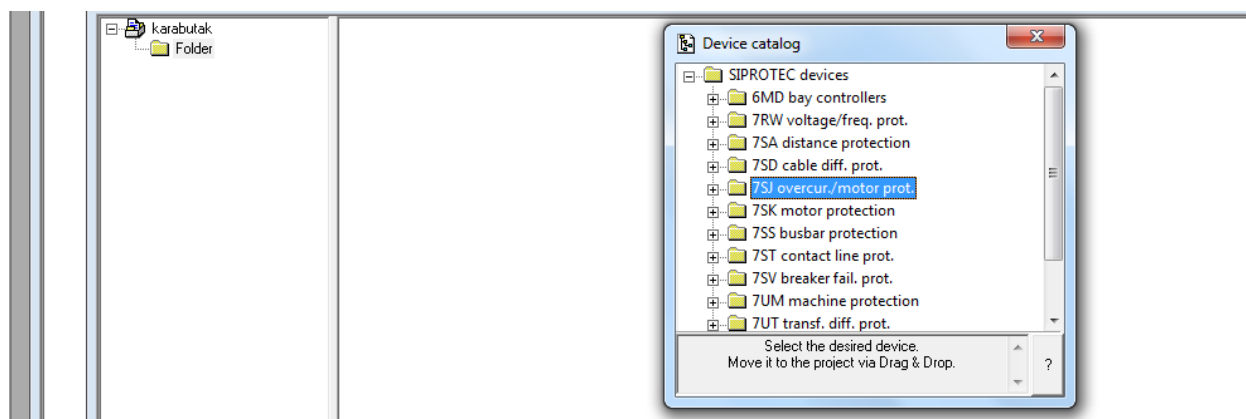 karabutak
Folder
Device catalog
SIPROTEC devices
6MD bay controllers
7RW voltage/freq. prot.
7SA distance protection
7SD cable diff. prot.
7SJ overcur./motor prot.
7SK motor protection
7SS busbar protection
7ST contact line prot.
7SV breaker fail. prot.
7UM machine protection
7UT transf. diff. prot.
Select the desired device.
Move it to the project via Drag & Drop.
?